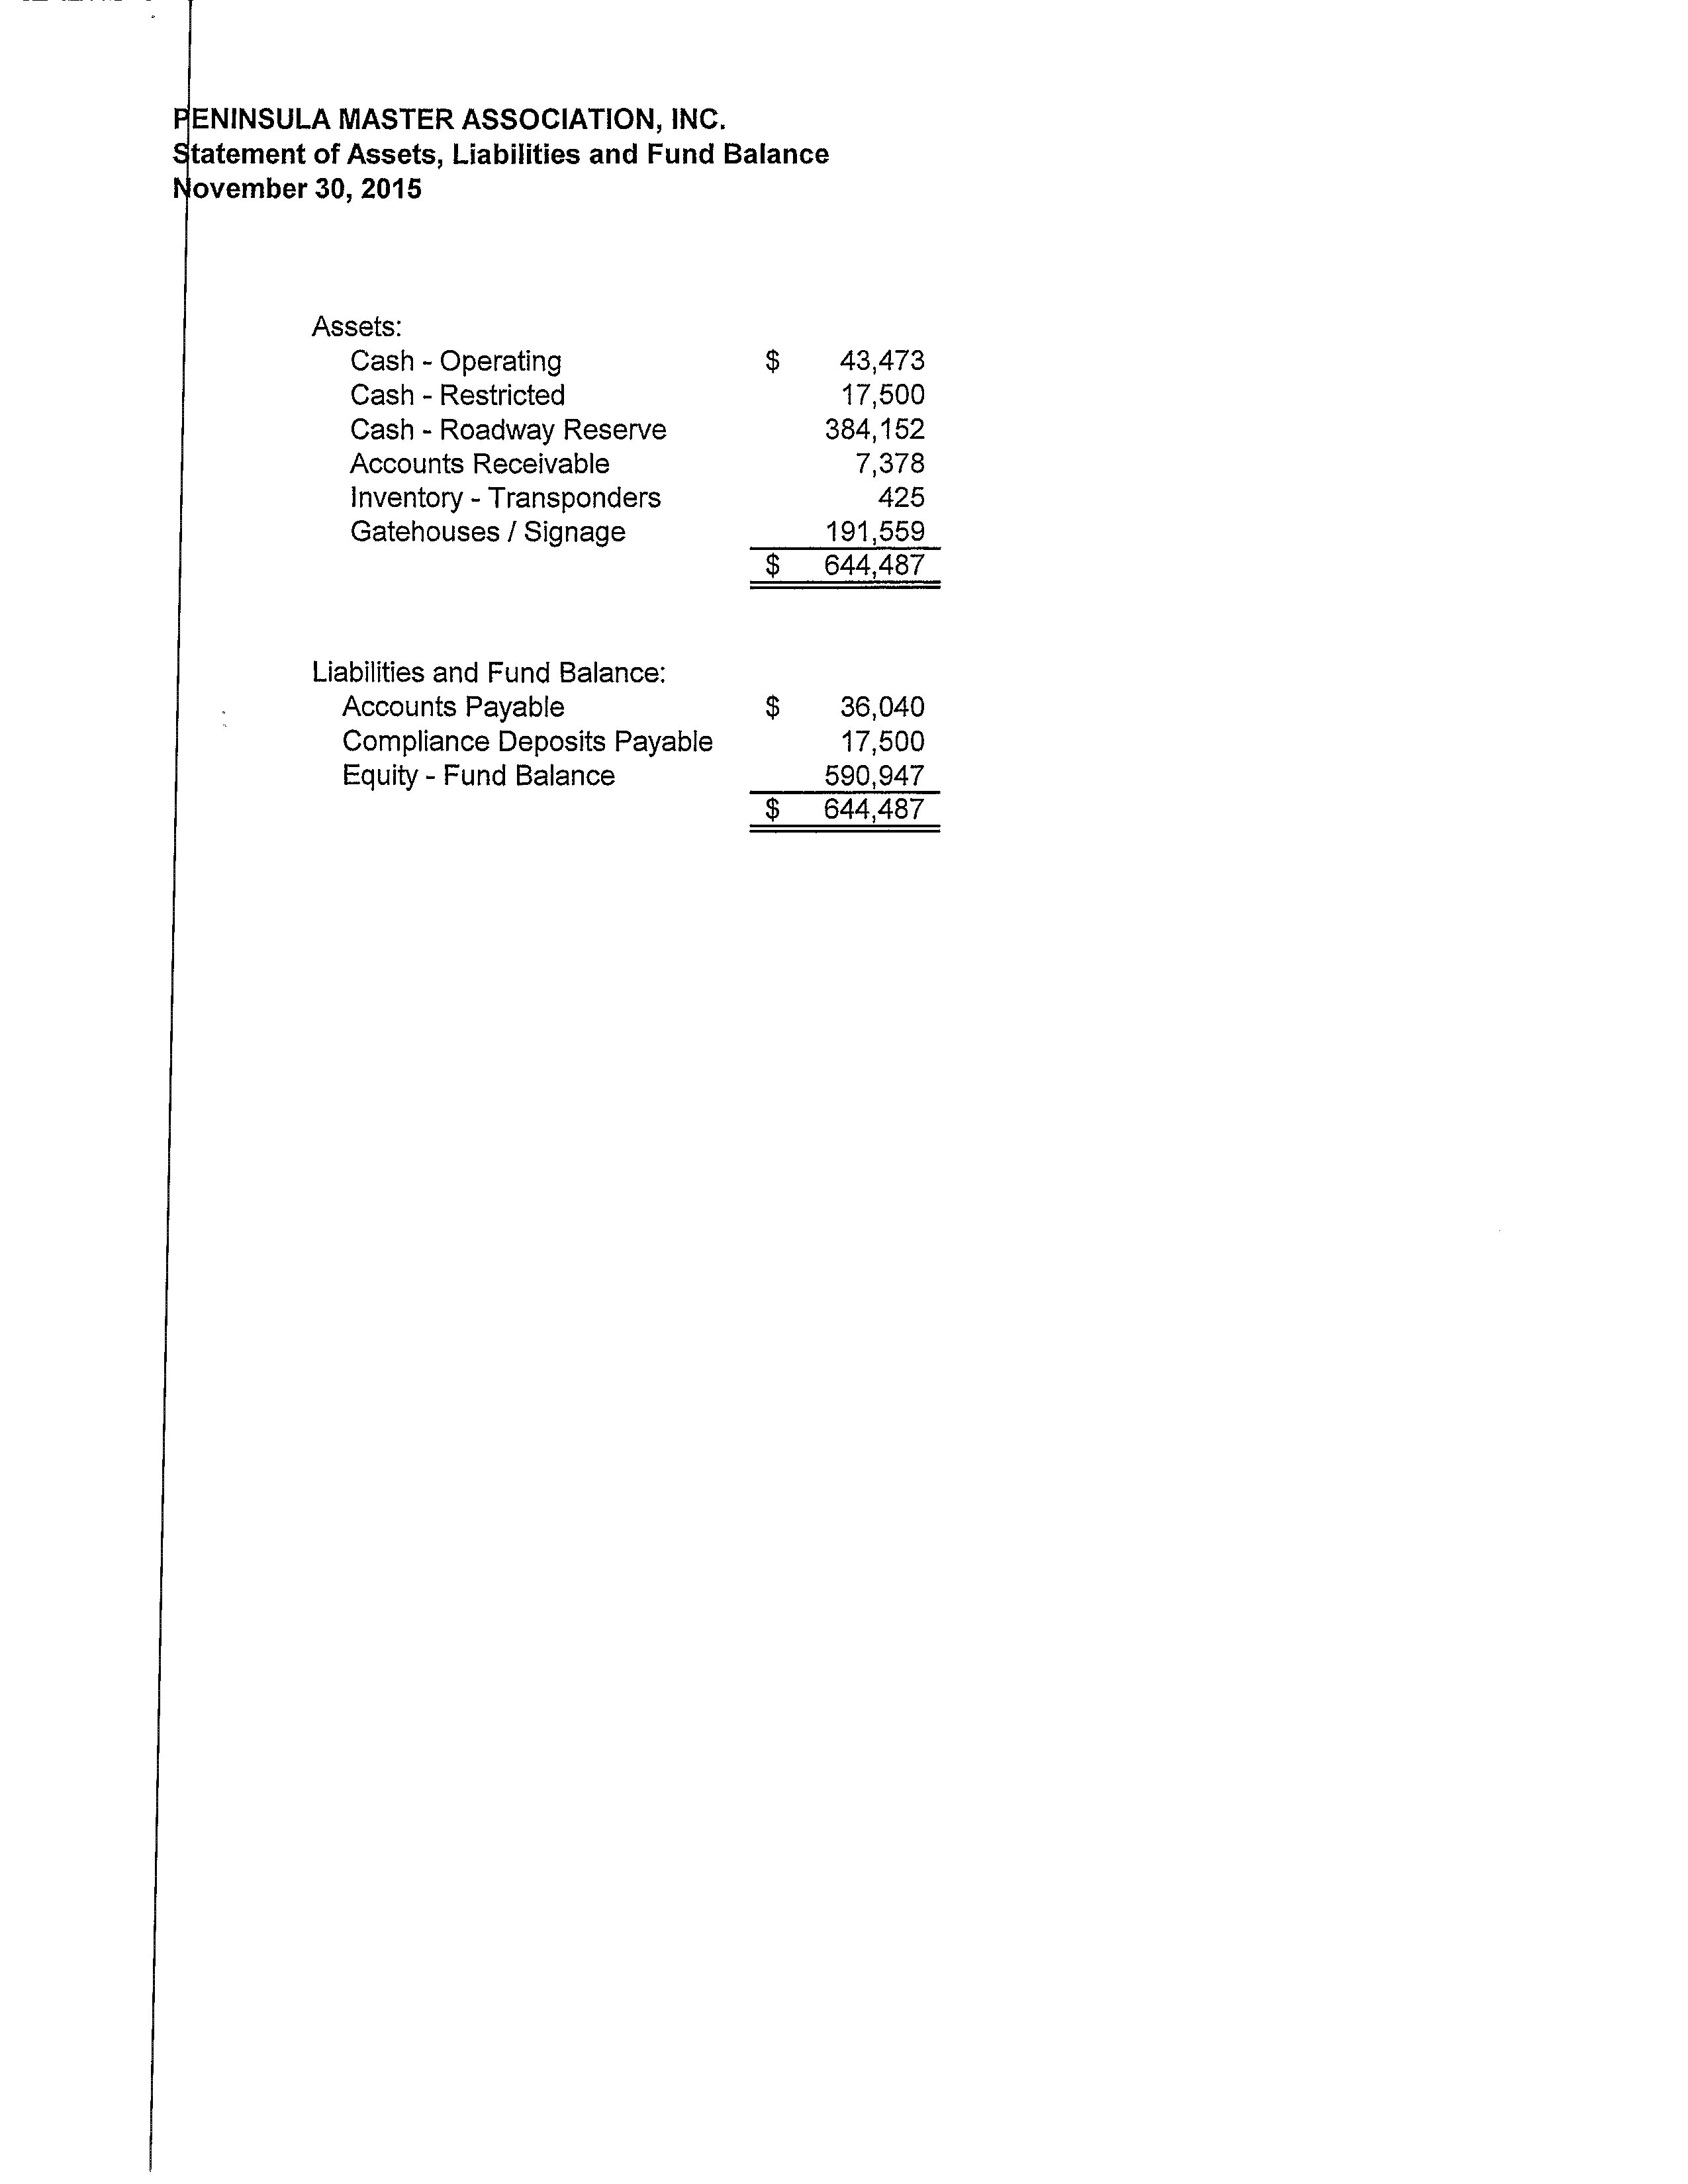 PENINSULA MASTER ASSOCIATION, INC.
Statement of Assets, Liabilities and Fund Balance
November 30, 2015
Assets:
Cash - Operating $ 43,473
Cash - Restricted 17,500
Cash - Roadway Reserve 384,152
Accounts Receivable 7,378
Inventory - Transponders 425
Gatehouses / Signage 191,559
$ 644,487
Liabilities and Fund Balance:
Accounts Payable $ 36,040
Compliance Deposits Payable 17,500
Equity - Fund Balance 590,947
$ 644,487